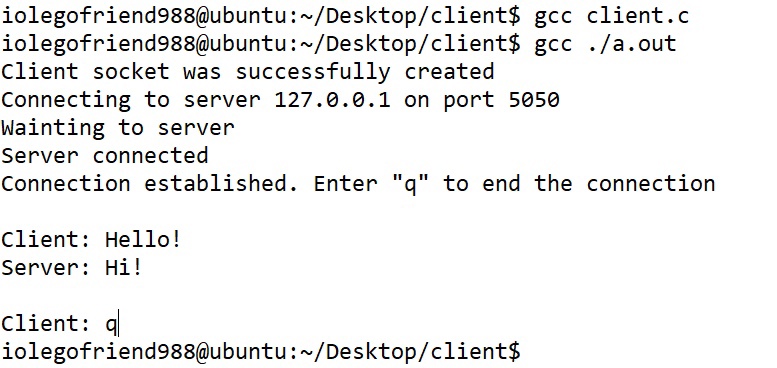 iolegofriend988@ubuntu:~/Desktop/client$ gcc client.c
iolegofriend988@ubuntu:~/Desktop/client$ gcc ./a.out
Client socket was successfully created
Connecting to server 127.0.0.1 on port 5050
Wainting to server
Server connected
Connection established. Enter "q" to end the connection
Client: Hello!
Server: Hi!
Client: q
iolegofriend988@ubuntu:~/Desktop/client$